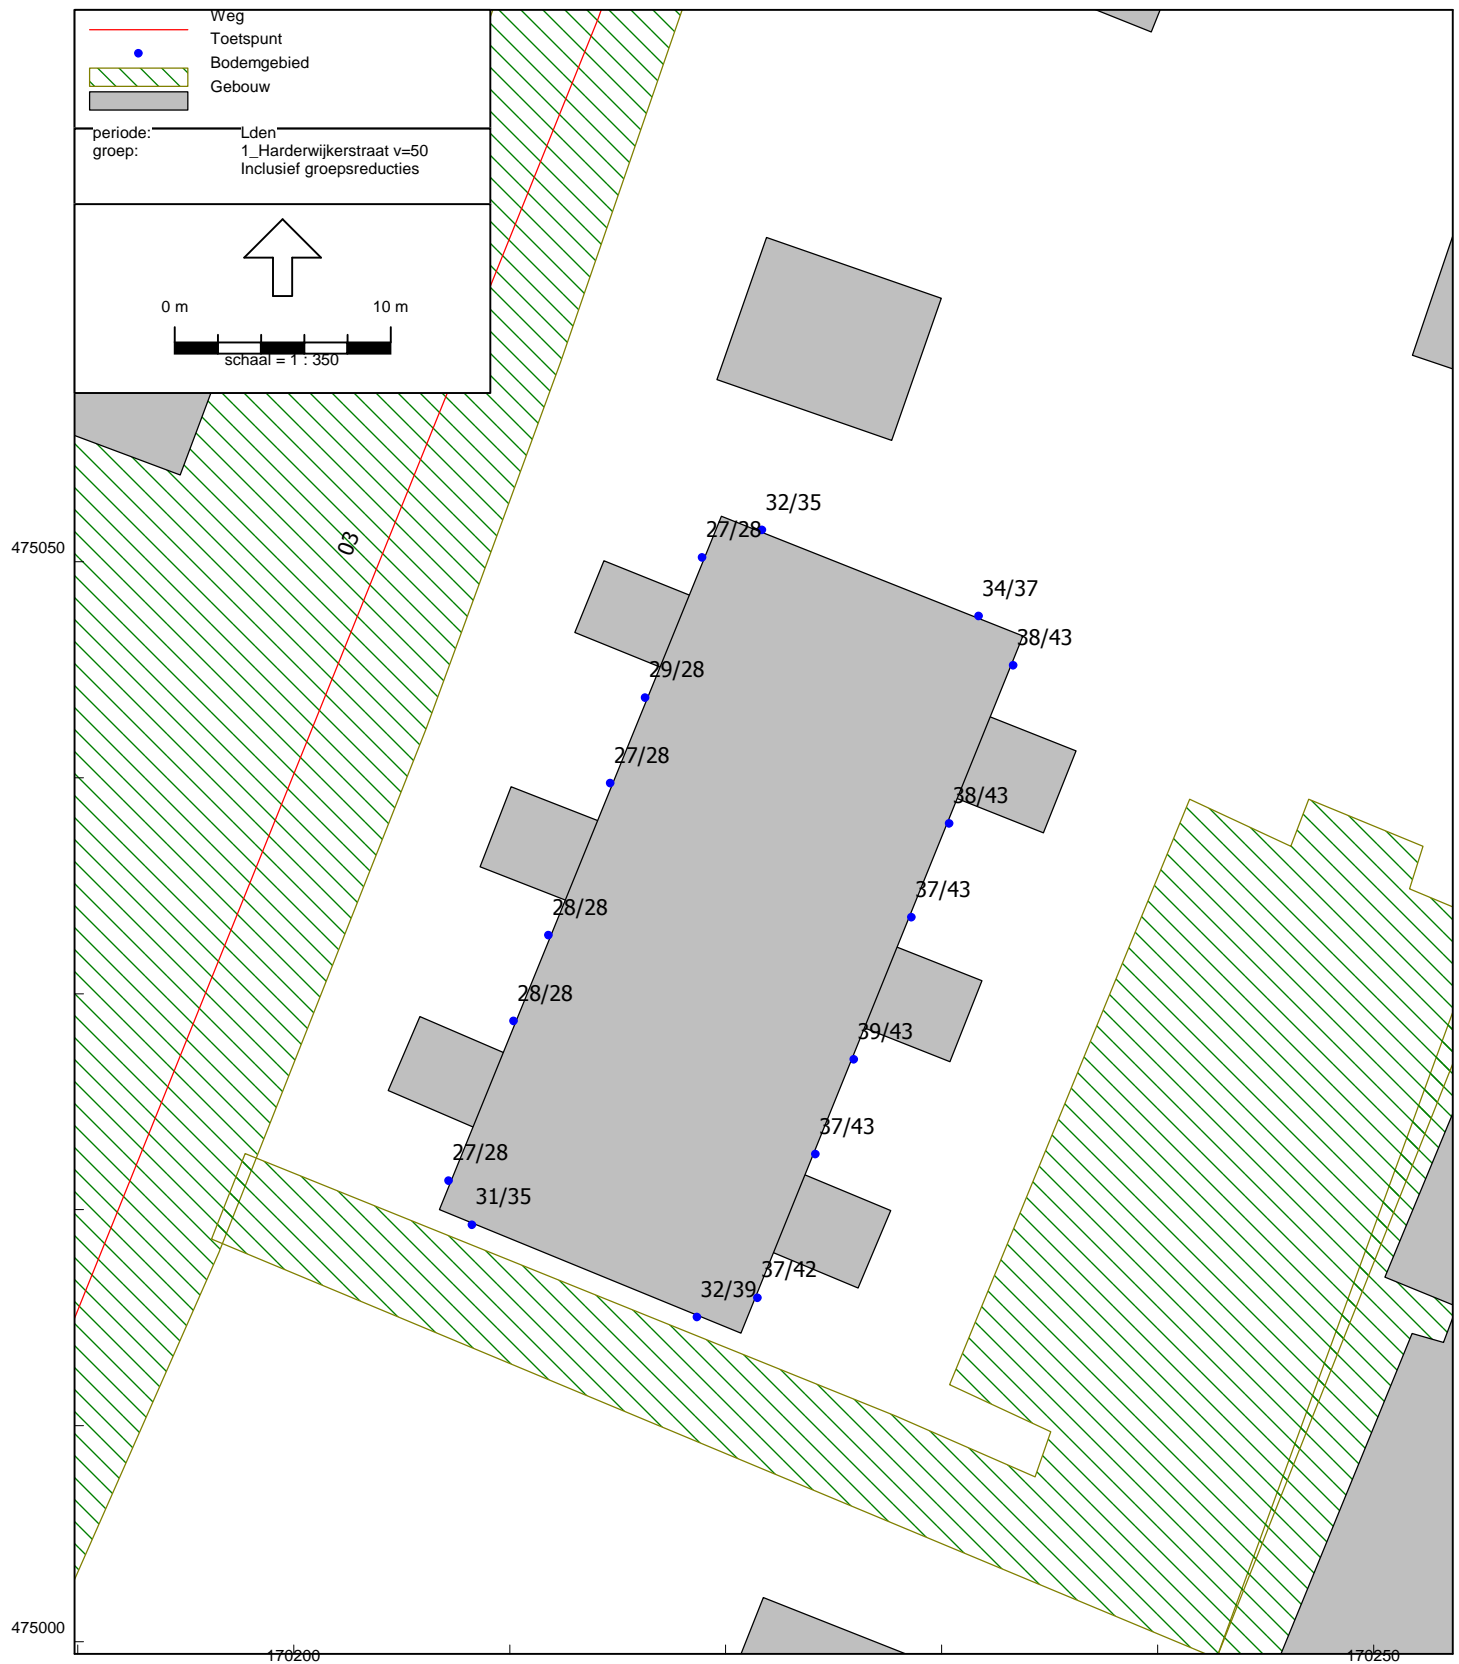 Weg
Toetspunt
Bodemgebied
Gebouw
periode: Lden
groep: 1_Harderwijkerstraat v=50
Inclusief groepsreducties
0 m 10 m
schaal = 1 : 350
03
32/35
27/28
34/37
38/43
29/28
27/28
38/43
37/43
28/28
28/28
39/43
37/43
27/28
31/35
37/42
32/39
475050
475000
170200
170250